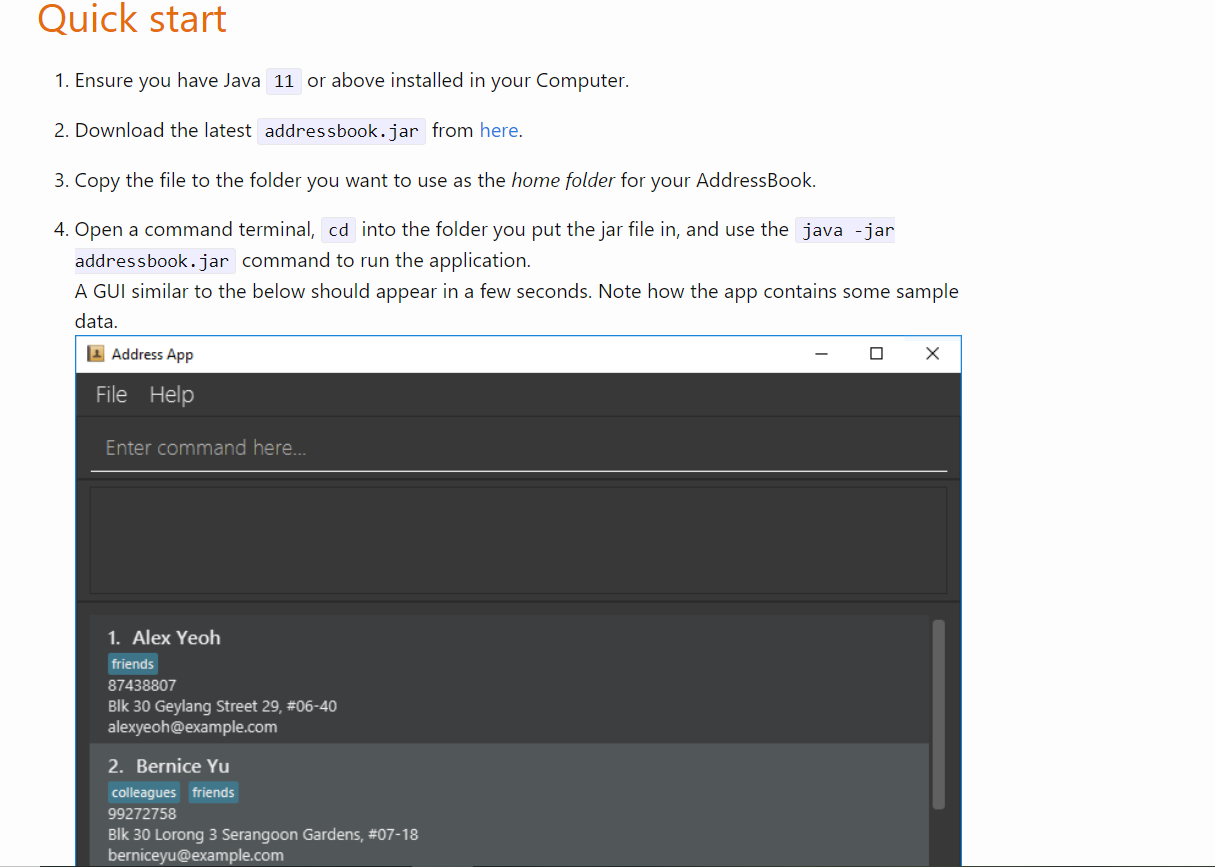 Quick start
1. Ensure you have Java 11 or above installed in your Computer.
2. Download the latest addressbook.jar from here.
3. Copy the file to the folder you want to use as the home folder for your AddressBook.
4. Open a command terminal, cd into the folder you put the jar file in, and use the java -jar
addressbook.jar command to run the application.
A GUI similar to the below should appear in a few seconds. Note how the app contains some sample
data.
Address App
File Help
Enter command here...
1. Alex Yeoh
friends
87438807
Blk 30 Geylang Street 29, #06-40
alexyeoh@example.com
2. Bernice Yu
colleagues friends
99272758
Blk 30 Lorong 3 Serangoon Gardens, #07-18
berniceyu@example.com